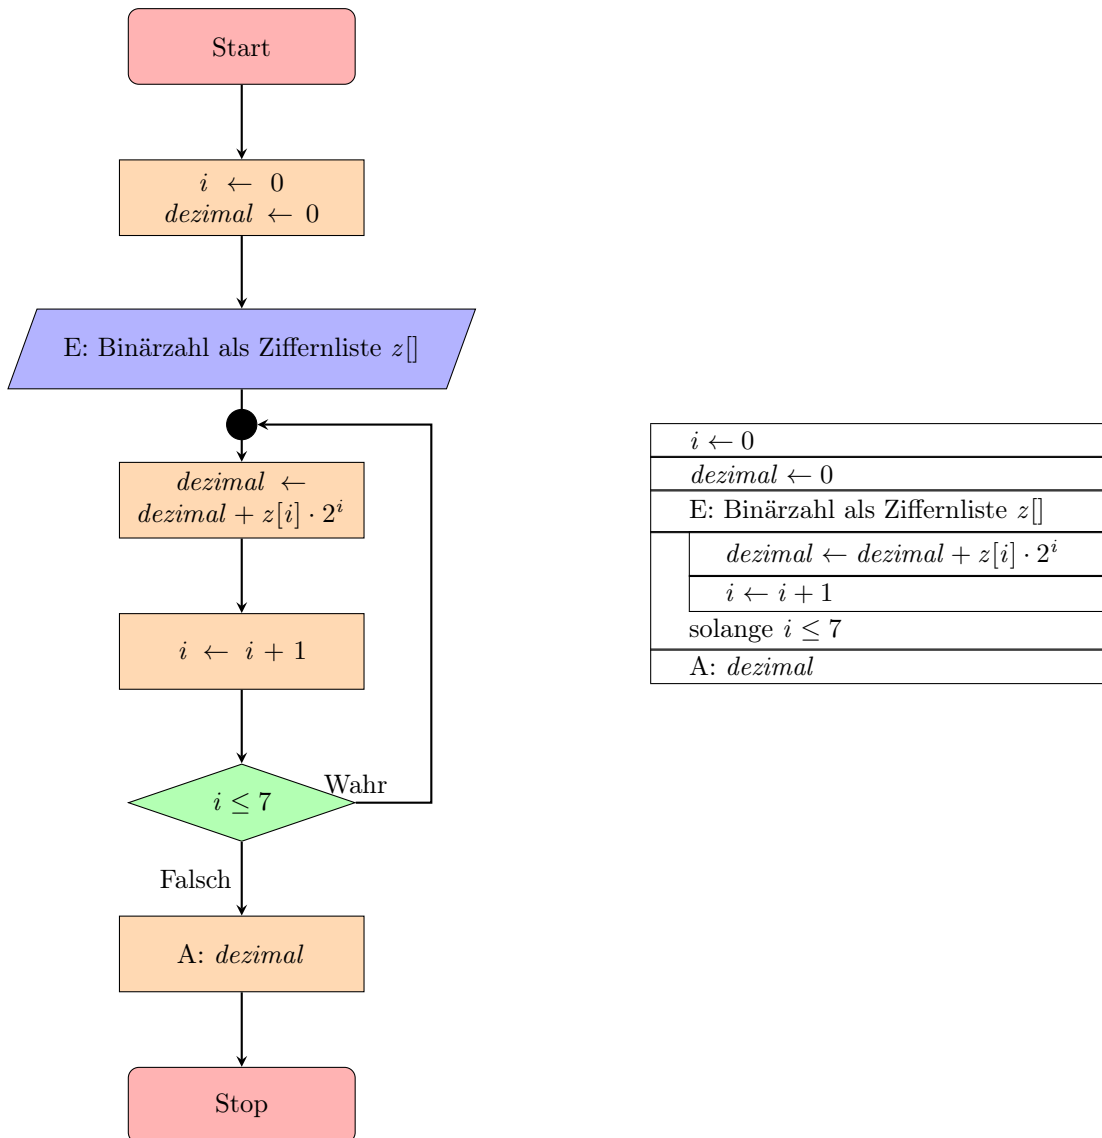 Start
i ← 0
dezimal ← 0
E: Binärzahl als Ziffernliste z[]
dezimal ←
dezimal + z[i] · 2^i
i ← i + 1
i ≤ 7
Wahr
Falsch
A: dezimal
Stop
i ← 0
dezimal ← 0
E: Binärzahl als Ziffernliste z[]
dezimal ← dezimal + z[i] · 2^i
i ← i + 1
solange i ≤ 7
A: dezimal